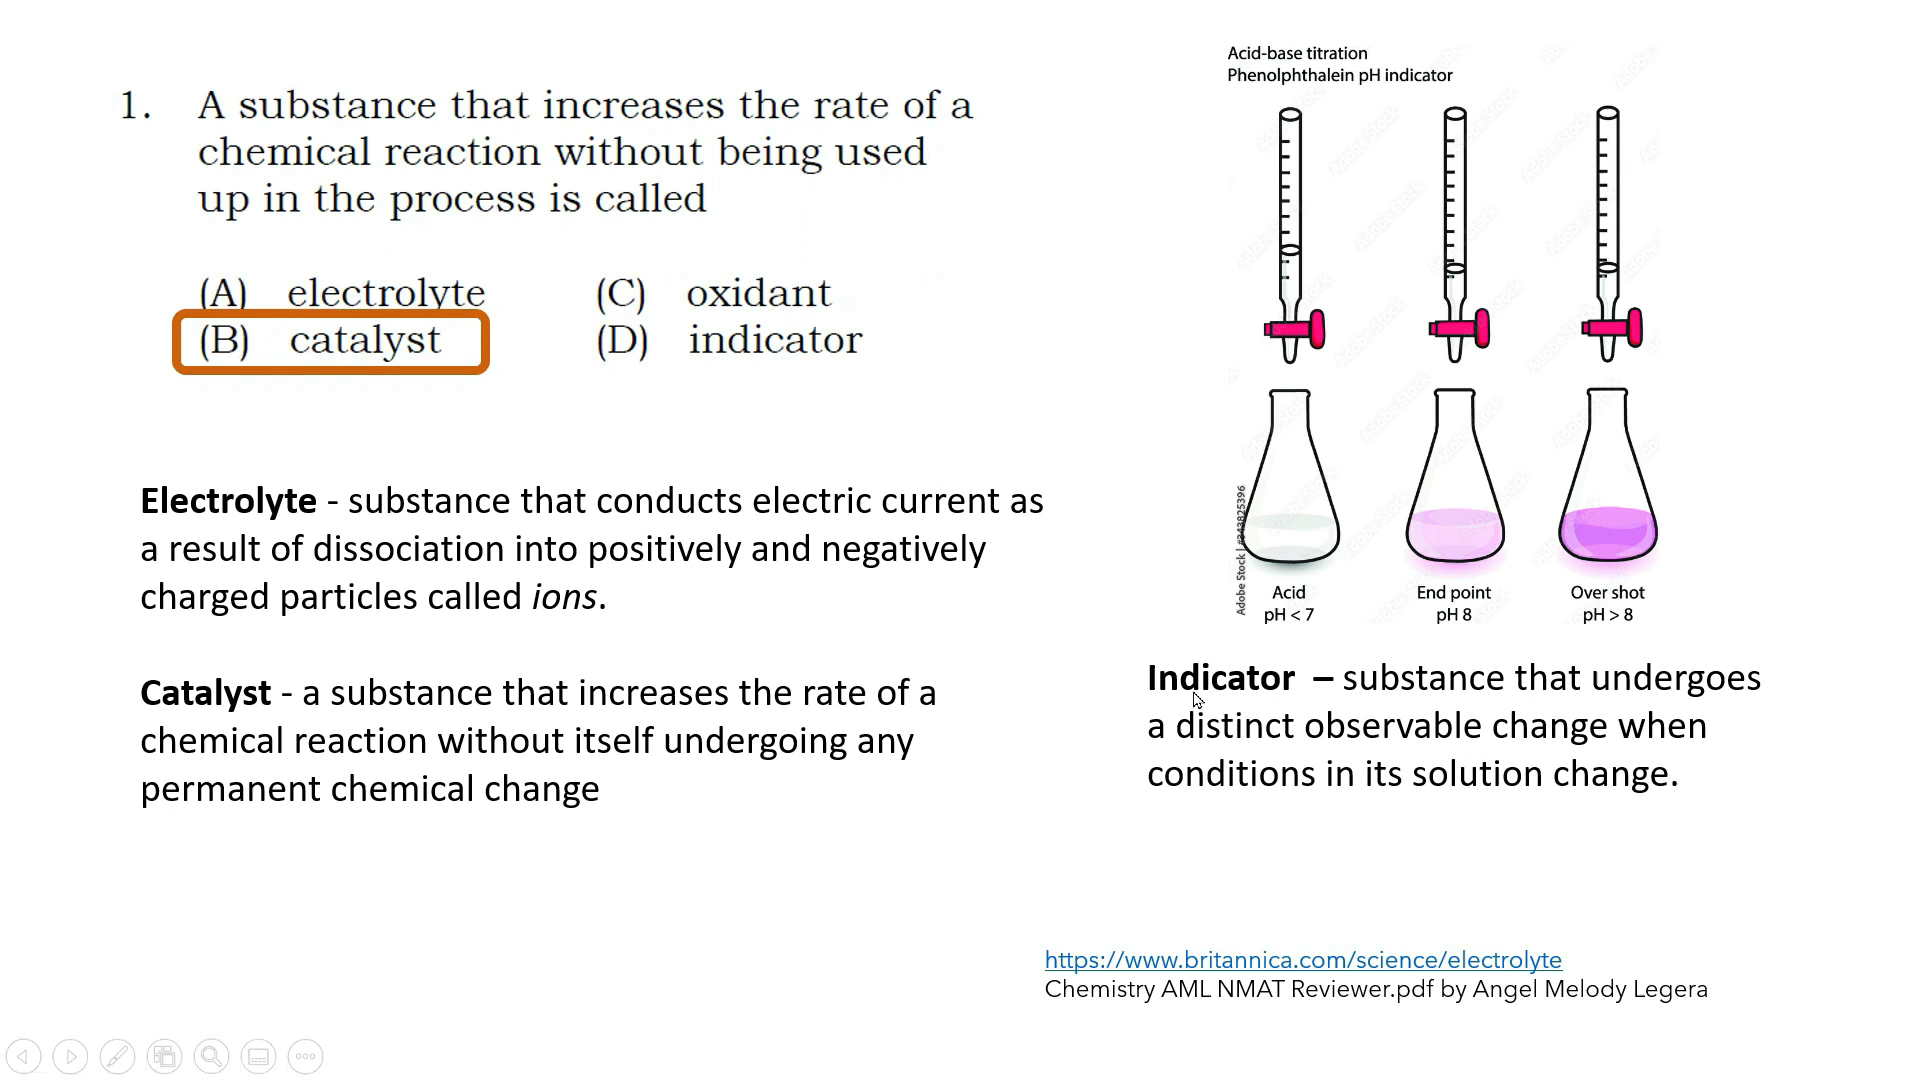 1. A substance that increases the rate of a
chemical reaction without being used
up in the process is called
(A) electrolyte (C) oxidant
(B) catalyst (D) indicator
Electrolyte - substance that conducts electric current as
a result of dissociation into positively and negatively
charged particles called ions.
Catalyst - a substance that increases the rate of a
chemical reaction without itself undergoing any
permanent chemical change
Acid-base titration
Phenolphthalein pH indicator
Adobe Stock | #343825396
Acid End point Over shot
pH < 7 pH 8 pH > 8
Indicator – substance that undergoes
a distinct observable change when
conditions in its solution change.
https://www.britannica.com/science/electrolyte
Chemistry AML NMAT Reviewer.pdf by Angel Melody Legera